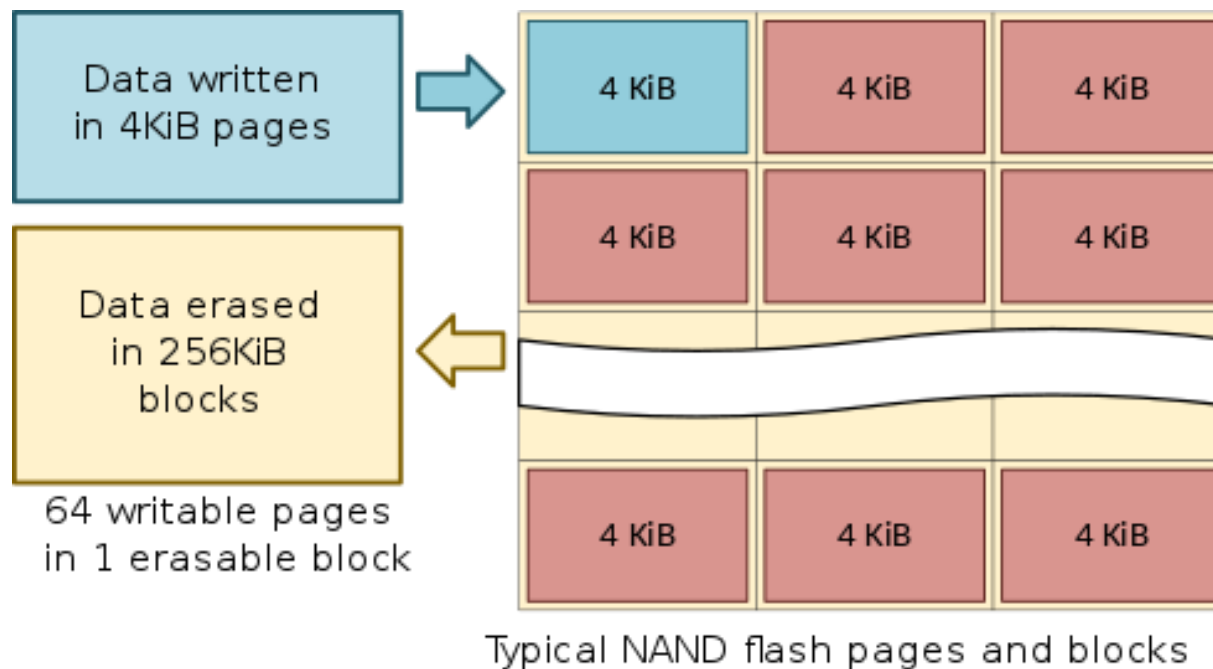 Data written
in 4KiB pages
4 KiB 4 KiB 4 KiB
4 KiB 4 KiB 4 KiB
Data erased
in 256KiB
blocks
4 KiB 4 KiB 4 KiB
64 writable pages
in 1 erasable block
Typical NAND flash pages and blocks